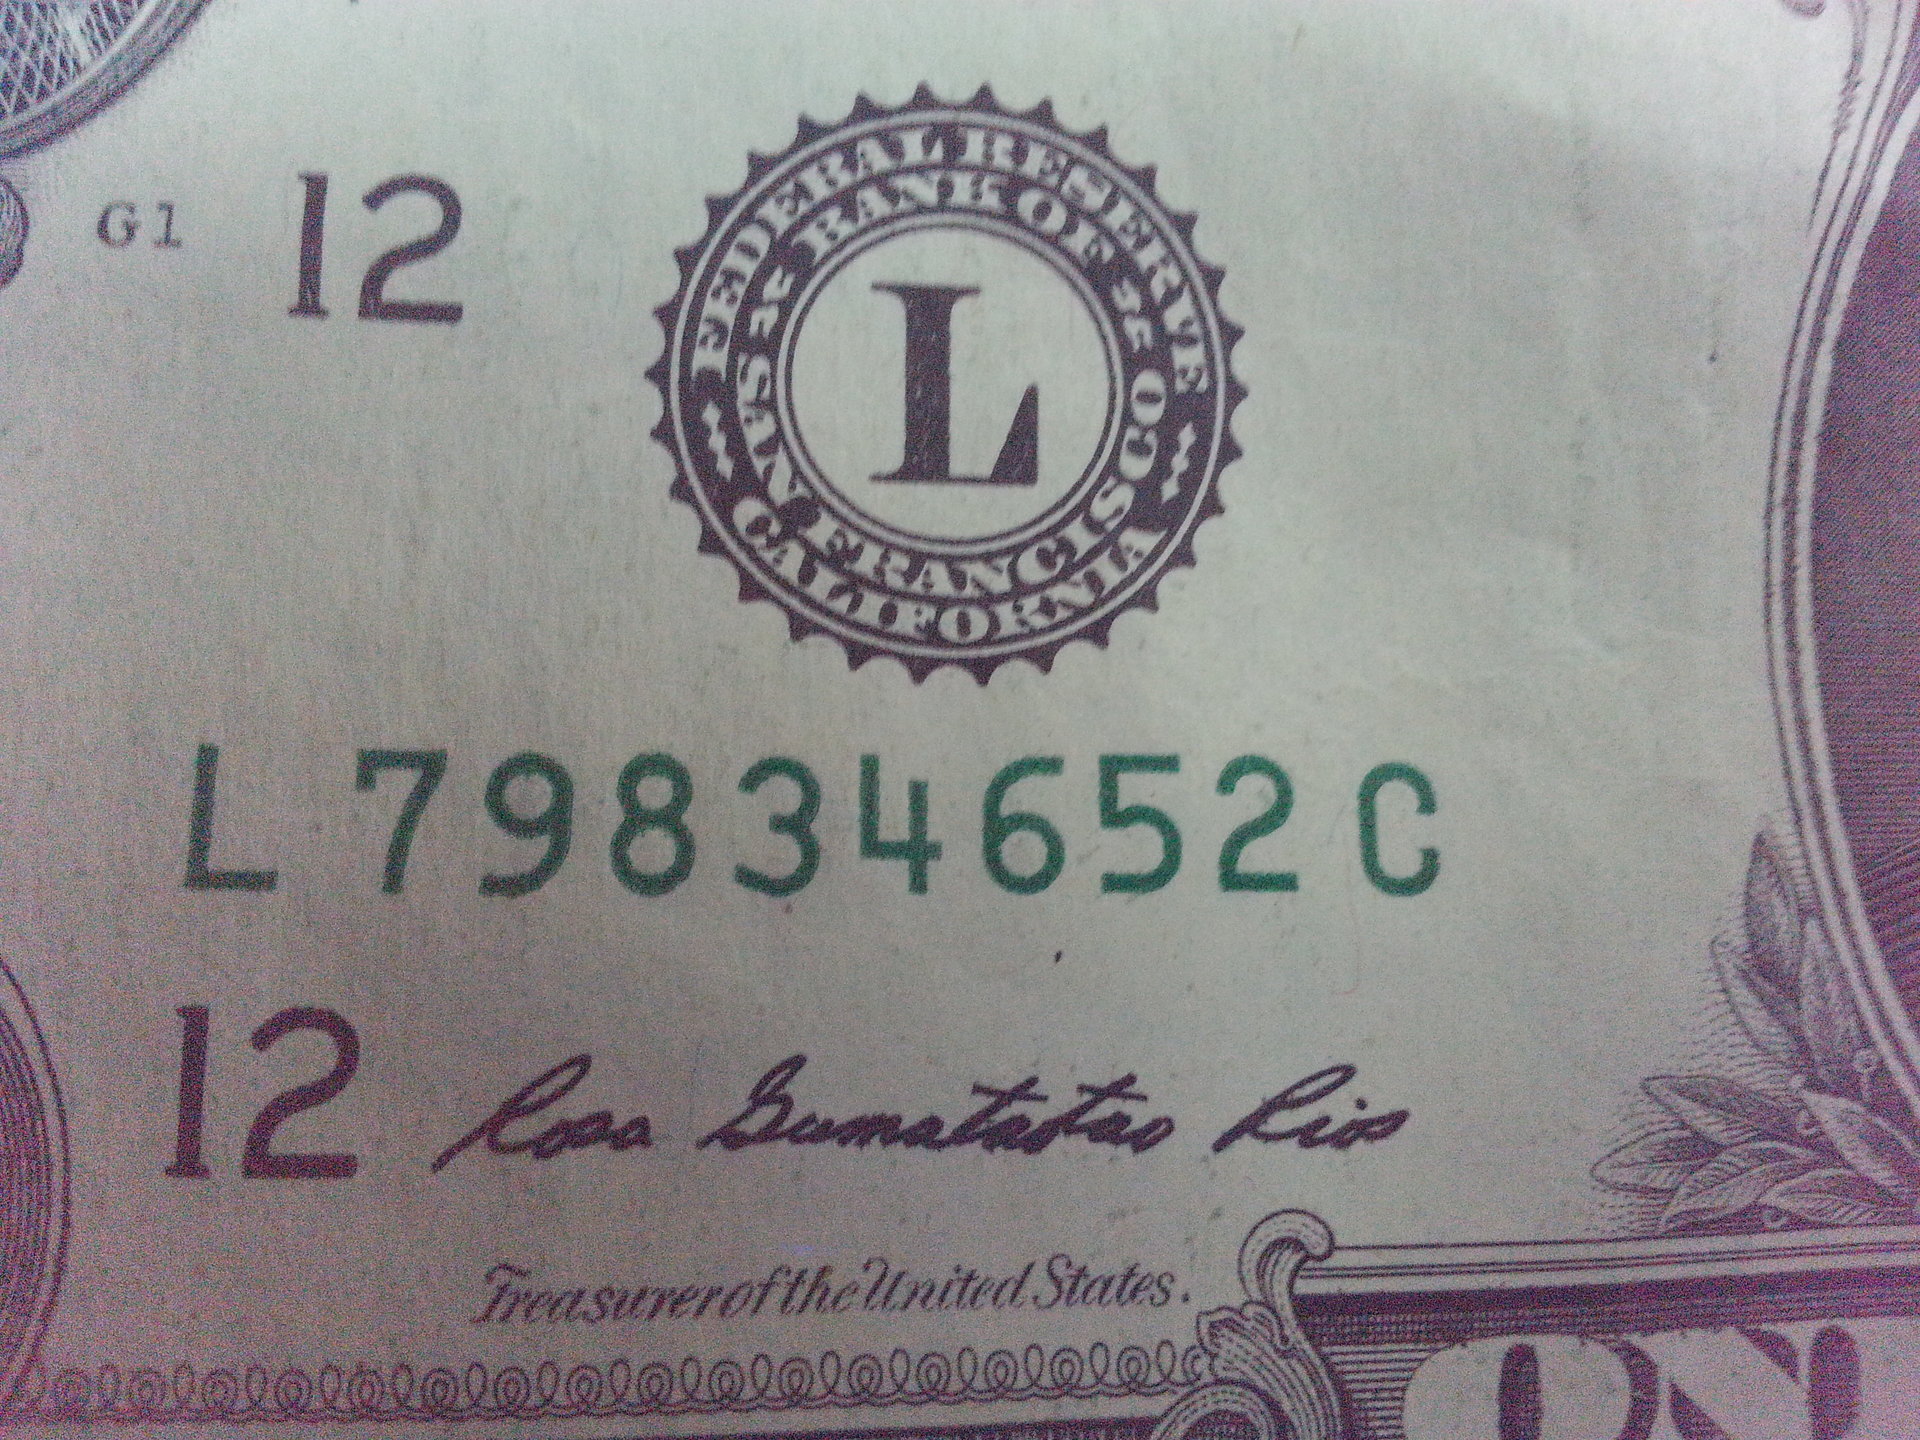 FEDERAL RESERVE
BANK OF
G1 12
L
SAN FRANCISCO
CALIFORNIA
L 79834652 C
12 Rosa Gumataotao Rios
Treasurer of the United States.
ON